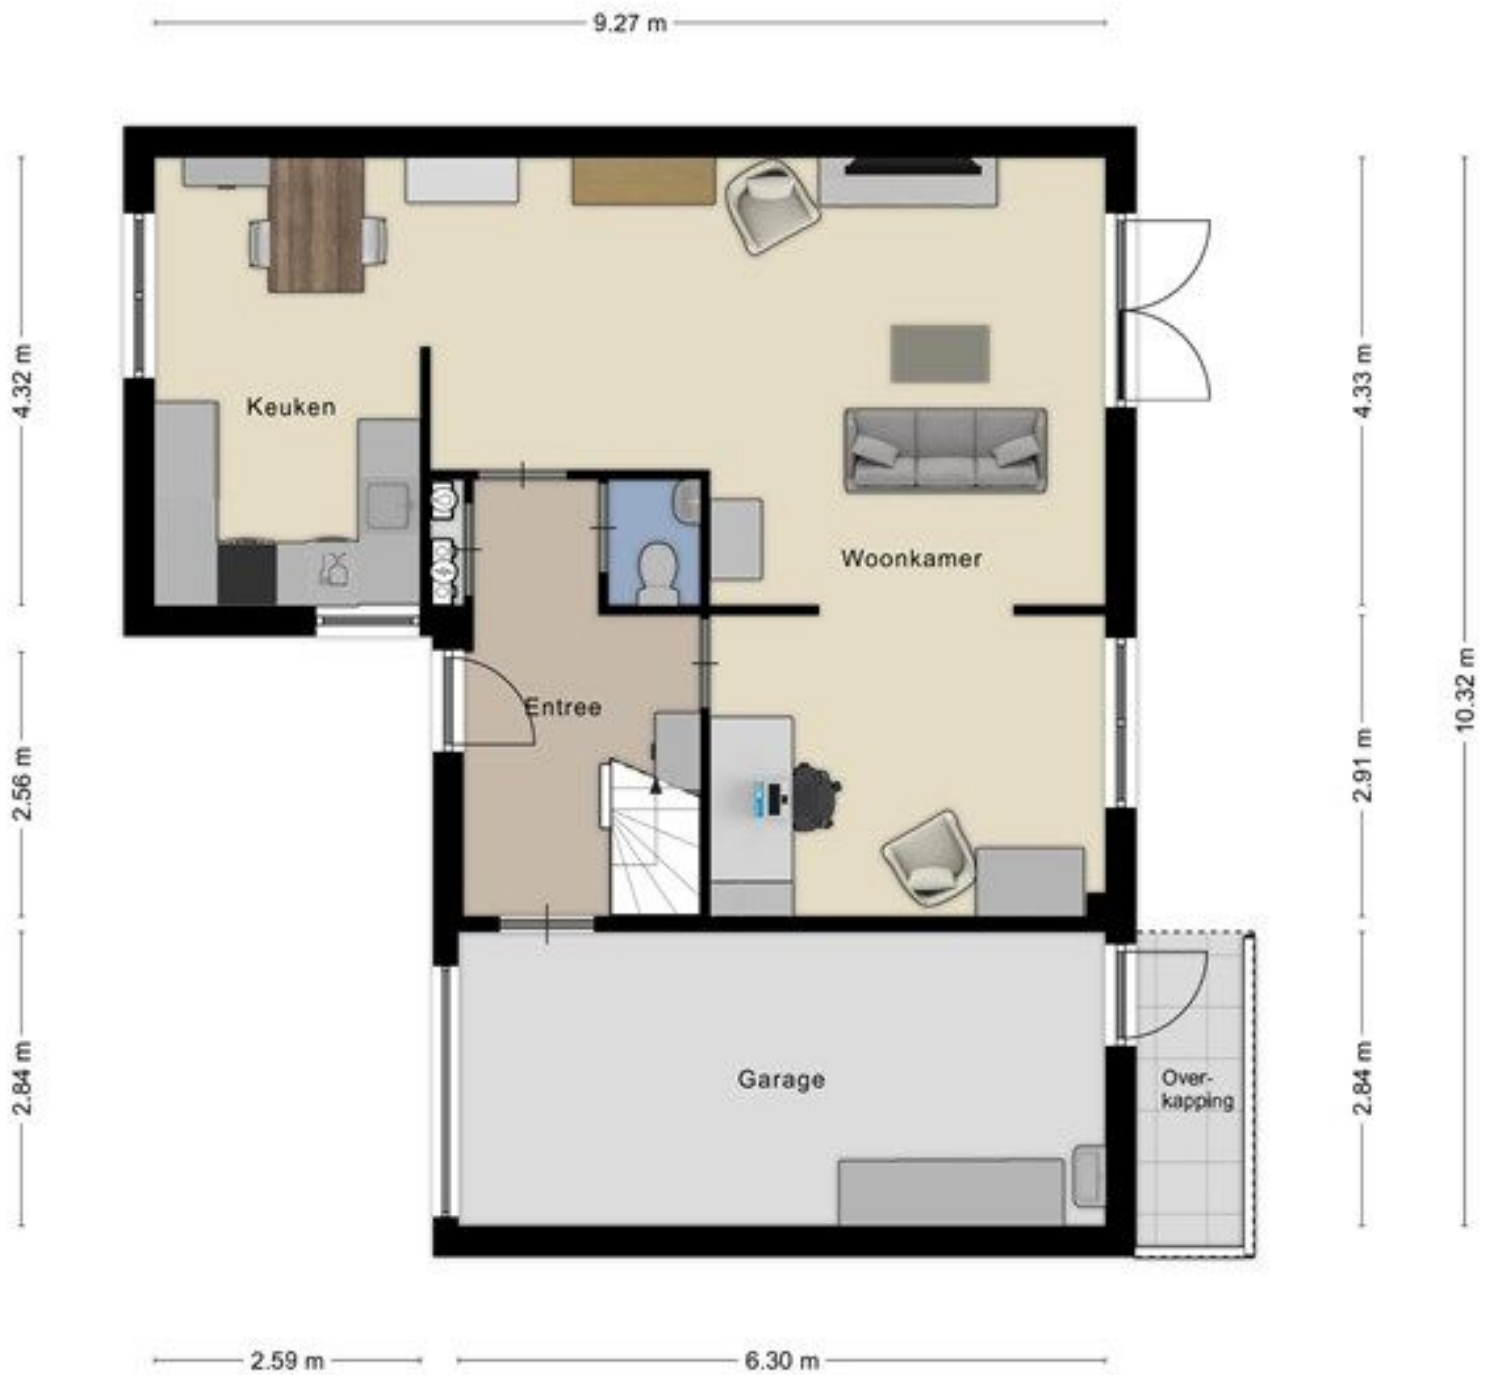 9.27 m
4.32 m
4.33 m
Keuken
Woonkamer
10.32 m
Entree
2.56 m
2.91 m
Garage
2.84 m
2.84 m
Over-
kapping
2.59 m
6.30 m